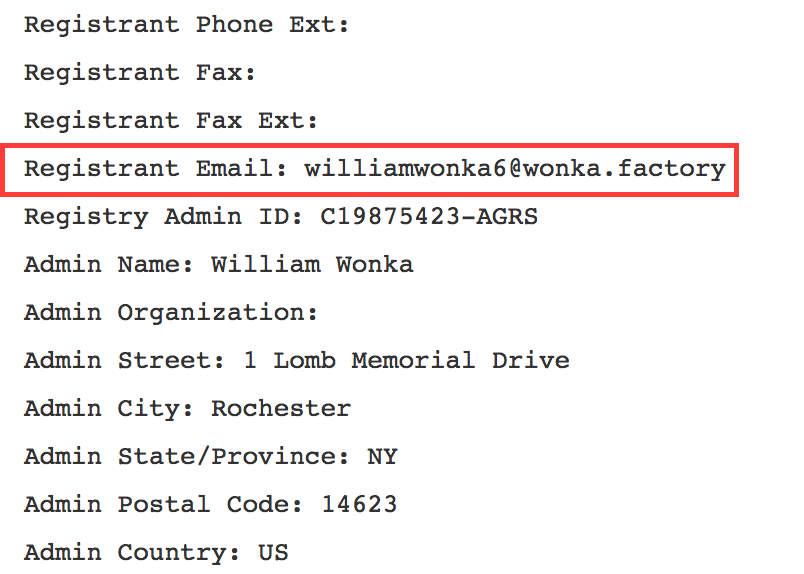 Registrant Phone Ext:
Registrant Fax:
Registrant Fax Ext:
Registrant Email: williamwonka6@wonka.factory
Registry Admin ID: C19875423-AGRS
Admin Name: William Wonka
Admin Organization:
Admin Street: 1 Lomb Memorial Drive
Admin City: Rochester
Admin State/Province: NY
Admin Postal Code: 14623
Admin Country: US